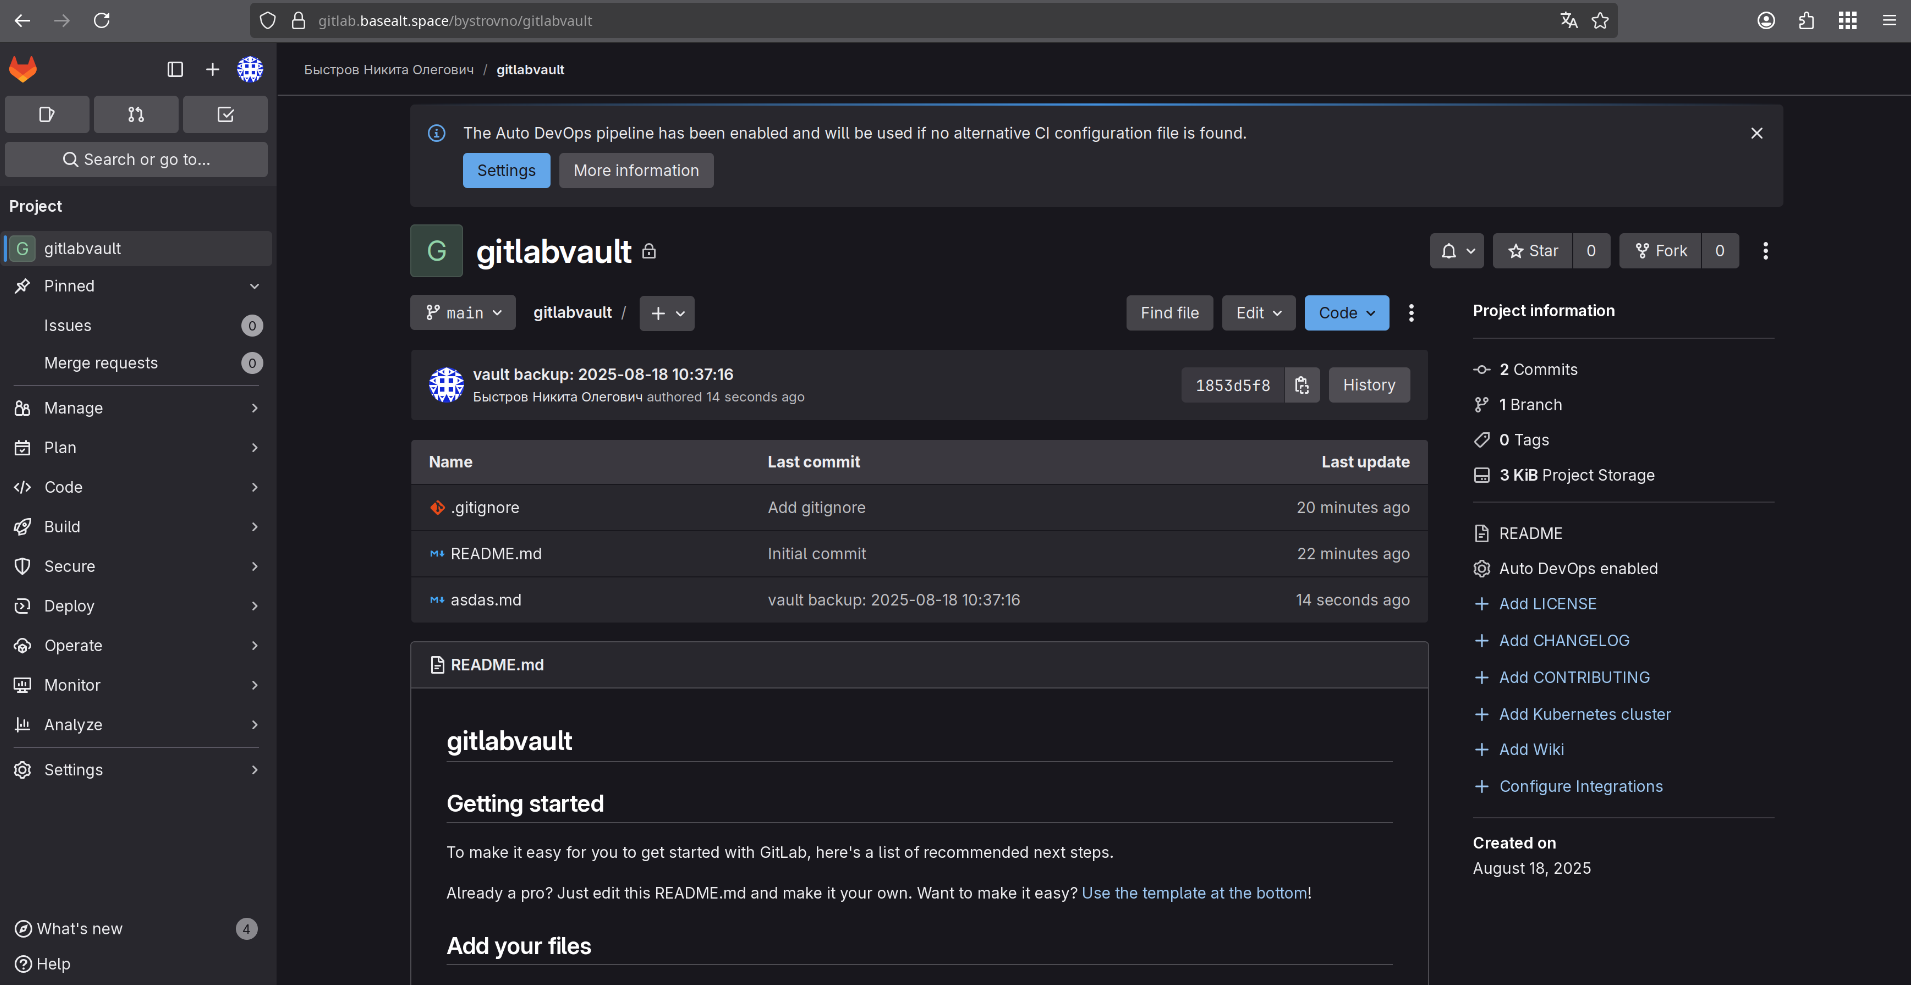 gitlab.basealt.space/bystrovno/gitlabvault
Быстров Никита Олегович / gitlabvault
Search or go to...
Project
G gitlabvault
Pinned
Issues 0
Merge requests 0
Manage
Plan
Code
Build
Secure
Deploy
Operate
Monitor
Analyze
Settings
What's new 4
Help
The Auto DevOps pipeline has been enabled and will be used if no alternative CI configuration file is found.
Settings More information
G gitlabvault
Star 0 Fork 0
main gitlabvault / + Find file Edit Code
vault backup: 2025-08-18 10:37:16
Быстров Никита Олегович authored 14 seconds ago
1853d5f8 History
Name Last commit Last update
.gitignore Add gitignore 20 minutes ago
README.md Initial commit 22 minutes ago
asdas.md vault backup: 2025-08-18 10:37:16 14 seconds ago
README.md
gitlabvault
Getting started
To make it easy for you to get started with GitLab, here's a list of recommended next steps.
Already a pro? Just edit this README.md and make it your own. Want to make it easy? Use the template at the bottom!
Add your files
Project information
2 Commits
1 Branch
0 Tags
3 KiB Project Storage
README
Auto DevOps enabled
+ Add LICENSE
+ Add CHANGELOG
+ Add CONTRIBUTING
+ Add Kubernetes cluster
+ Add Wiki
+ Configure Integrations
Created on
August 18, 2025